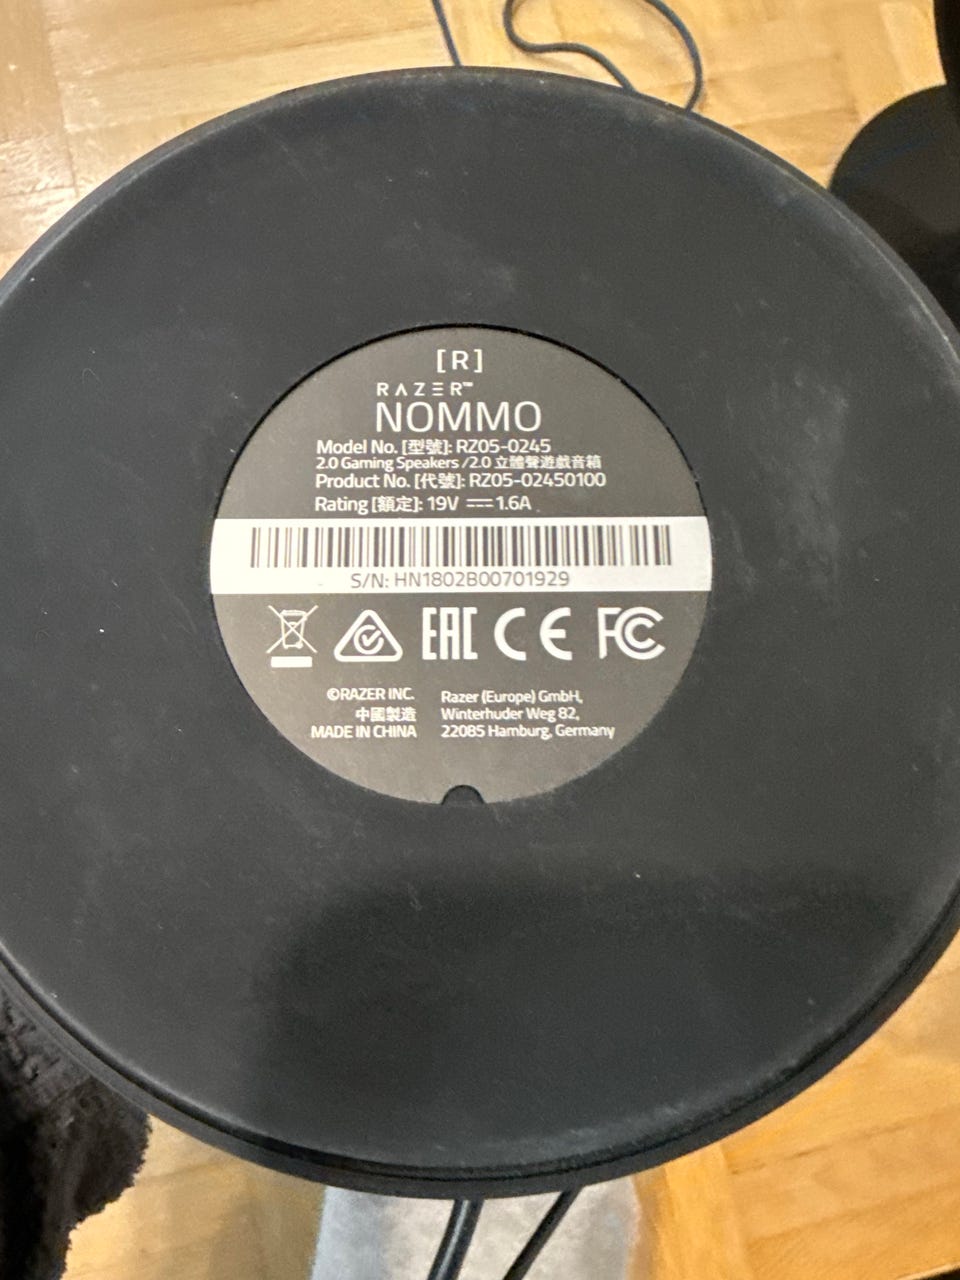 [R]
RAZER™
NOMMO
Model No. [型號]: RZ05-0245
2.0 Gaming Speakers /2.0 立體聲遊戲音箱
Product No. [代號]: RZ05-02450100
Rating [額定]: 19V ⎓ 1.6A
S/N: HN1802B00701929
EAC CE FC
©RAZER INC.
中國製造
MADE IN CHINA
Razer (Europe) GmbH,
Winterhuder Weg 82,
22085 Hamburg, Germany